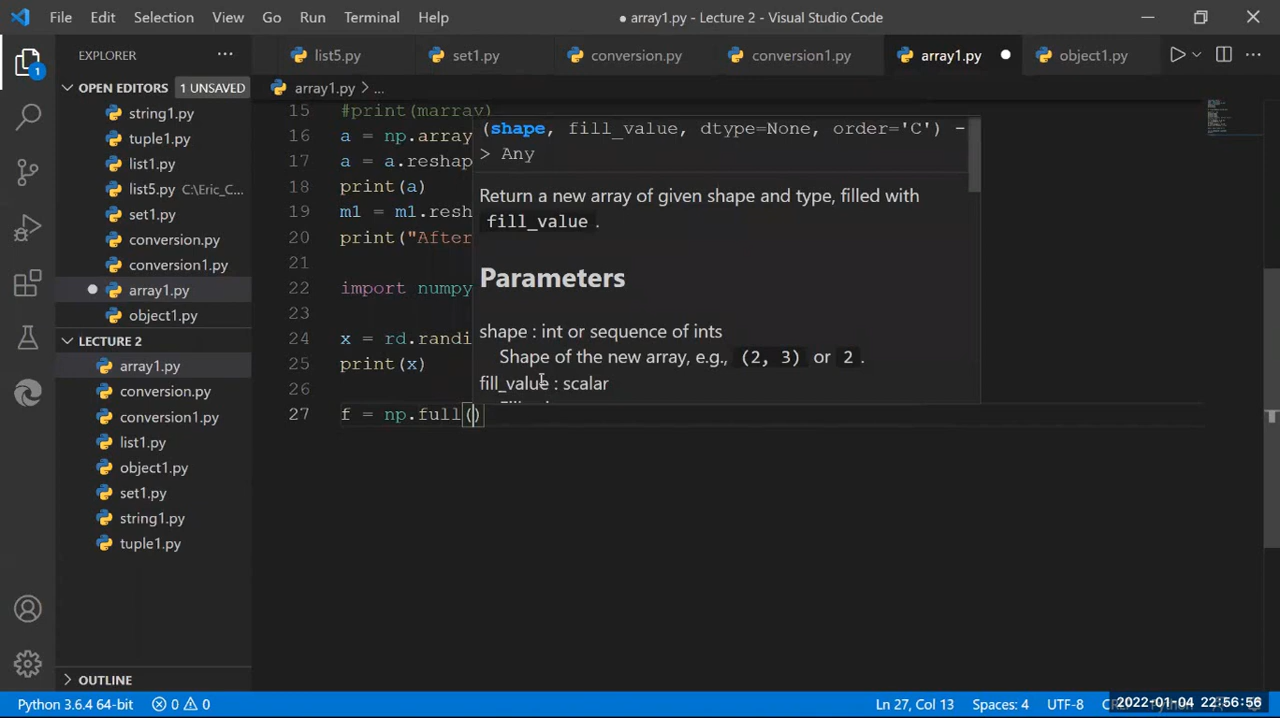 File Edit Selection View Go Run Terminal Help
● array1.py - Lecture 2 - Visual Studio Code
EXPLORER ...
list5.py set1.py conversion.py conversion1.py array1.py ● object1.py ...
OPEN EDITORS 1 UNSAVED
string1.py
tuple1.py
list1.py
list5.py C:\Eric_C...
set1.py
conversion.py
conversion1.py
● array1.py
object1.py
LECTURE 2
array1.py
conversion.py
conversion1.py
list1.py
object1.py
set1.py
string1.py
tuple1.py
OUTLINE
1
array1.py > ...
15 #print(marray)
16 a = np.array
17 a = a.reshap
18 print(a)
19 m1 = m1.resh
20 print("After
21
22 import numpy
23
24 x = rd.randi
25 print(x)
26
27 f = np.full()
(shape, fill_value, dtype=None, order='C') -
> Any
Return a new array of given shape and type, filled with
fill_value .
Parameters
shape : int or sequence of ints
Shape of the new array, e.g., (2, 3) or 2 .
fill_value : scalar
Python 3.6.4 64-bit 0 0 Ln 27, Col 13 Spaces: 4 UTF-8
2022-01-04 22:56:56